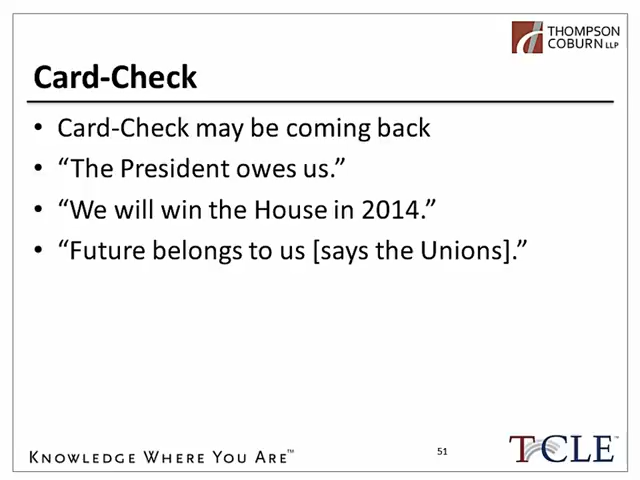 THOMPSON
COBURN LLP
Card-Check
• Card-Check may be coming back
• “The President owes us.”
• “We will win the House in 2014.”
• “Future belongs to us [says the Unions].”
KNOWLEDGE WHERE YOU ARE™
51
TCLE™